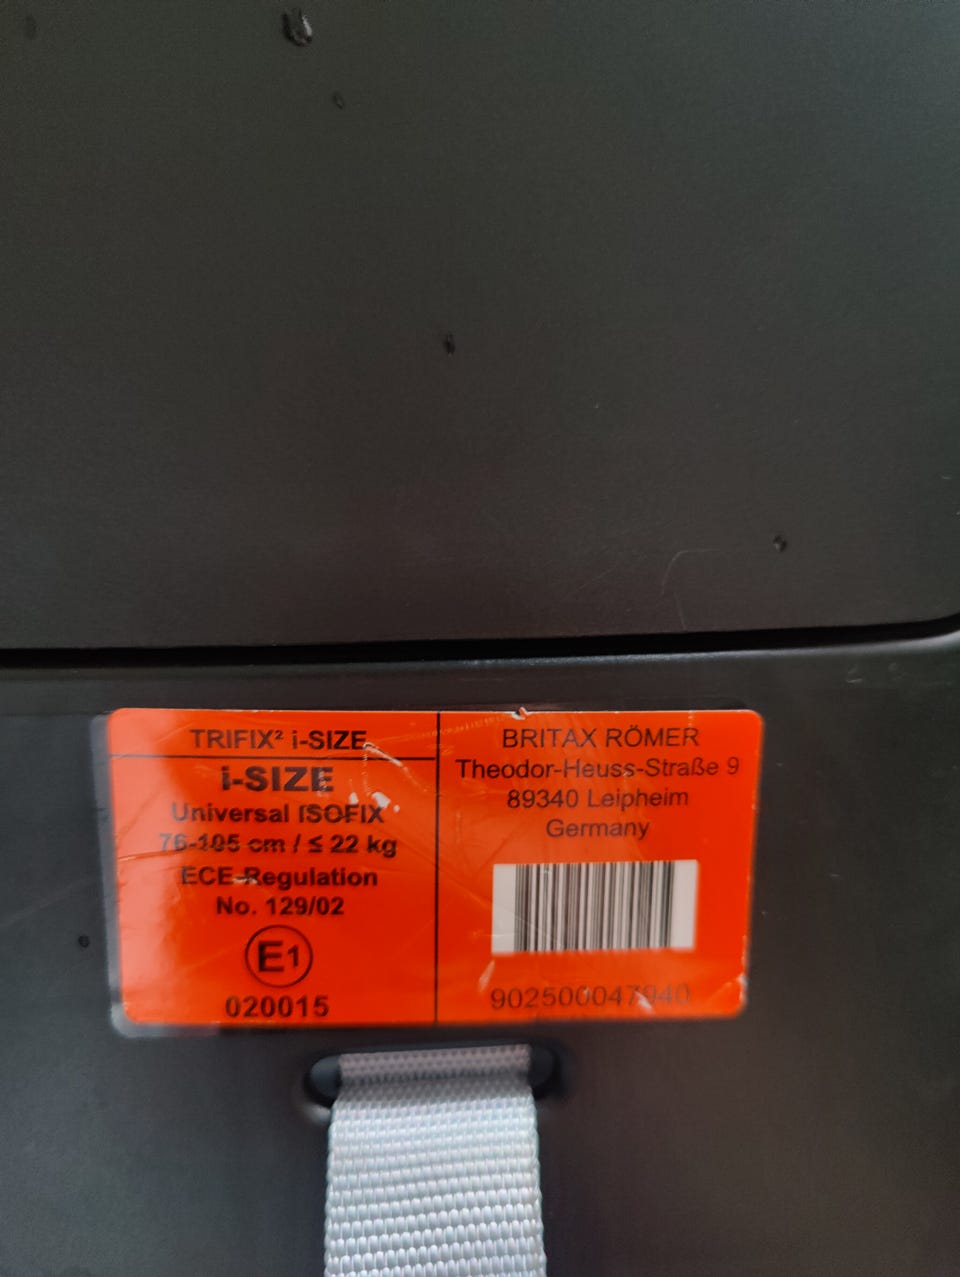 TRIFIX² i-SIZE
i-SIZE
Universal ISOFIX
76-105 cm / ≤ 22 kg
ECE-Regulation
No. 129/02
E1
020015
BRITAX RÖMER
Theodor-Heuss-Straße 9
89340 Leipheim
Germany